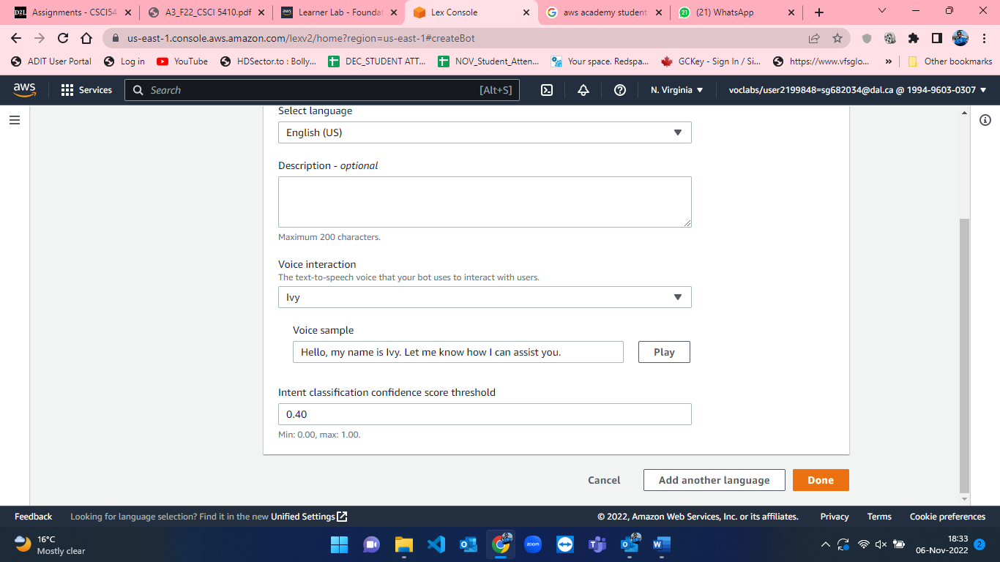 Assignments - CSCI54
A3_F22_CSCI 5410.pdf
Learner Lab - Foundat
Lex Console
aws academy student
(21) WhatsApp
us-east-1.console.aws.amazon.com/lexv2/home?region=us-east-1#createBot
ADIT User Portal
Log in
YouTube
HDSector.to : Bolly...
DEC_STUDENT ATT...
NOV_Student_Atten...
Your space. Redspa...
GCKey - Sign In / Si...
https://www.vfsglo...
»
Other bookmarks
aws
Services
Search
[Alt+S]
N. Virginia
voclabs/user2199848=sg682034@dal.ca @ 1994-9603-0307
Select language
English (US)
Description - optional
Maximum 200 characters.
Voice interaction
The text-to-speech voice that your bot uses to interact with users.
Ivy
Voice sample
Hello, my name is Ivy. Let me know how I can assist you.
Play
Intent classification confidence score threshold
0.40
Min: 0.00, max: 1.00.
Cancel
Add another language
Done
Feedback
Looking for language selection? Find it in the new Unified Settings
© 2022, Amazon Web Services, Inc. or its affiliates.
Privacy
Terms
Cookie preferences
16°C
Mostly clear
zoom
18:33
06-Nov-2022
2